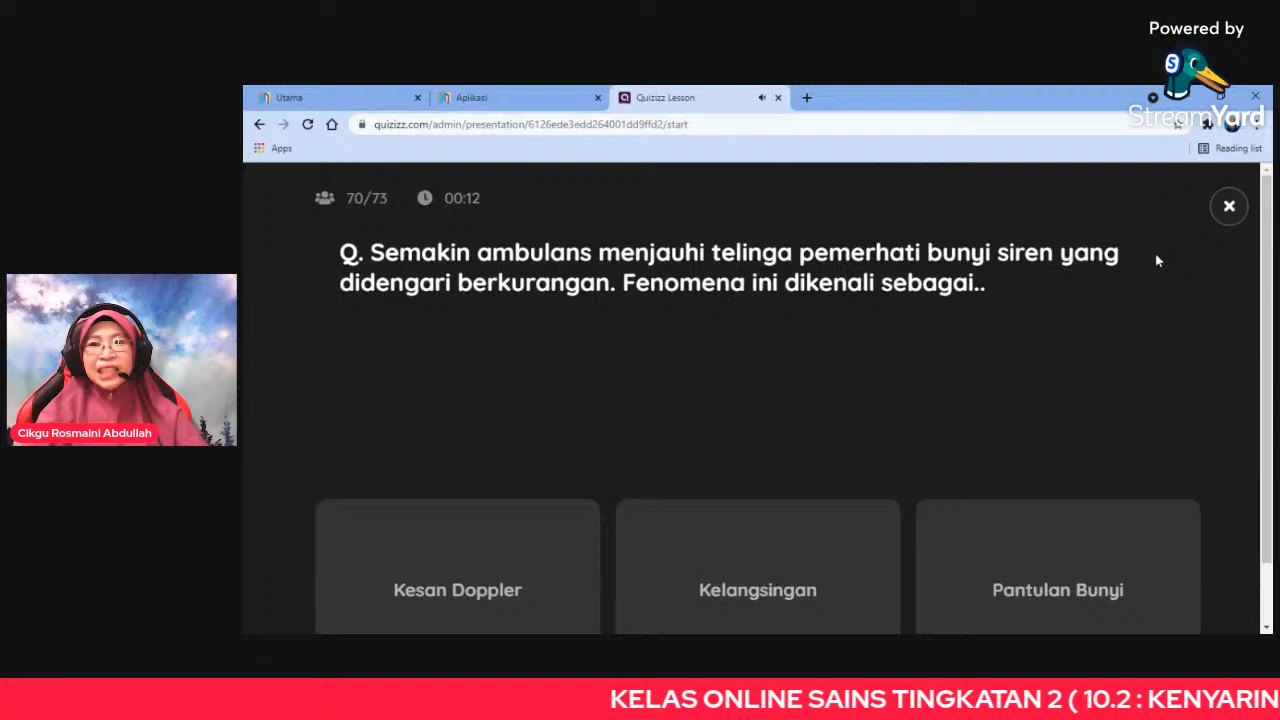 Powered by
StreamYard
Utama
Aplikasi
Quizizz Lesson
quizizz.com/admin/presentation/6126ede3edd264001dd9ffd2/start
Apps
Reading list
70/73
00:12
Q. Semakin ambulans menjauhi telinga pemerhati bunyi siren yang
didengari berkurangan. Fenomena ini dikenali sebagai..
Cikgu Rosmaini Abdullah
Kesan Doppler
Kelangsingan
Pantulan Bunyi
KELAS ONLINE SAINS TINGKATAN 2 ( 10.2 : KENYARIN